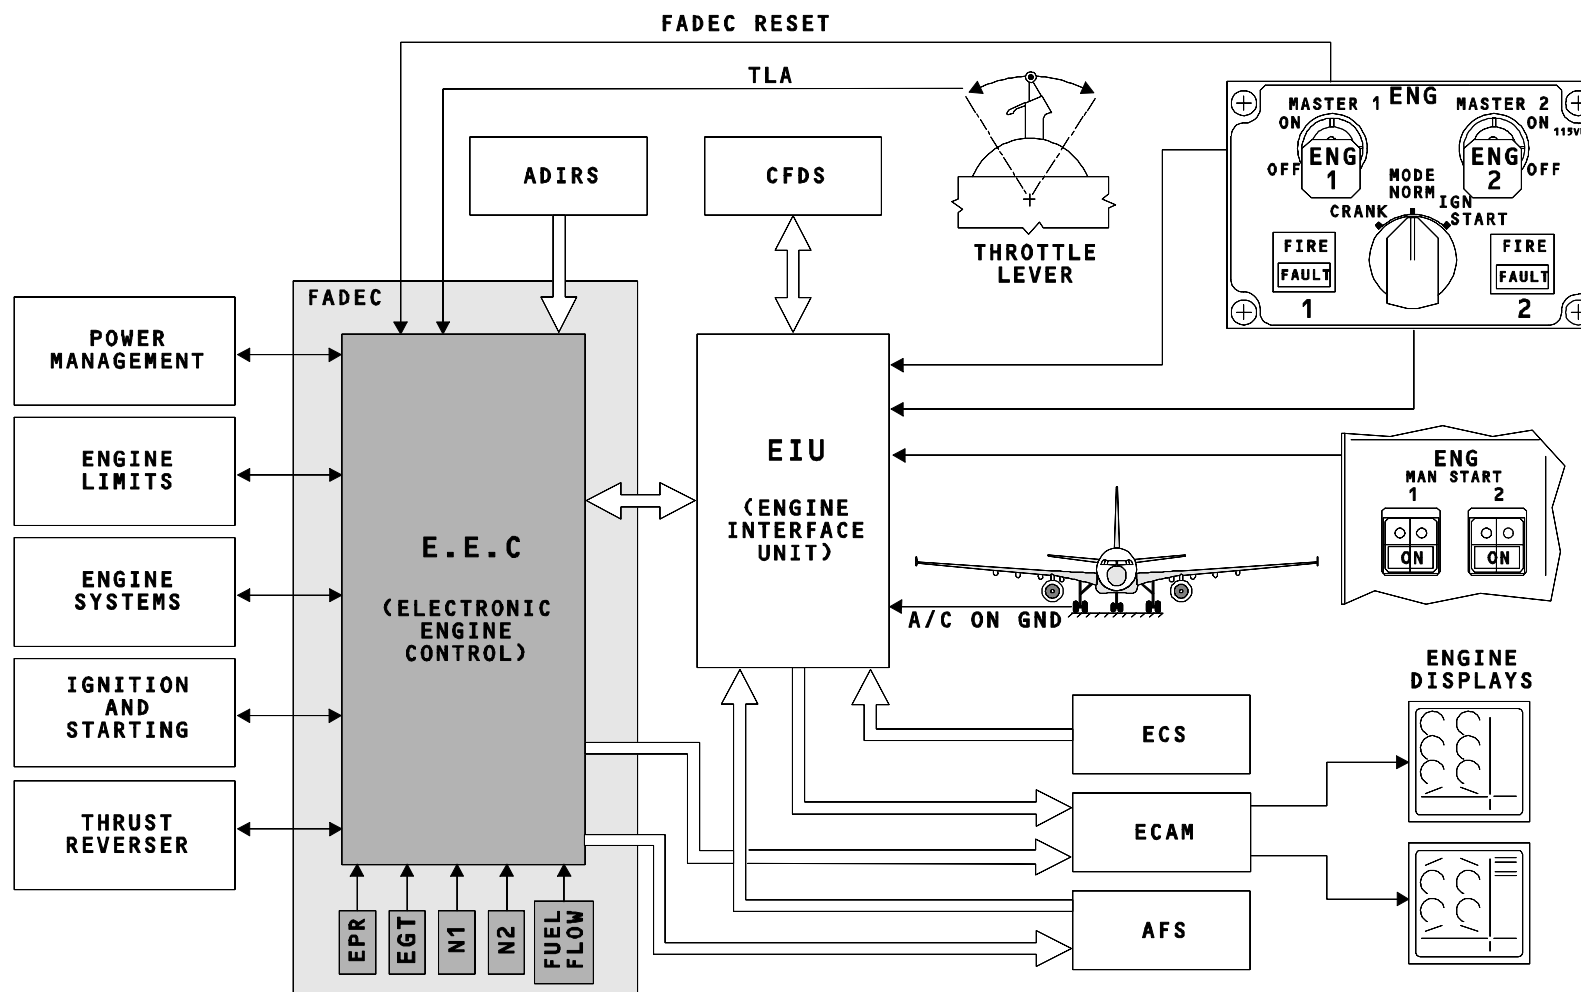 FADEC RESET
TLA
MASTER 1
ENG
MASTER 2
ON
ON
OFF
ENG
1
ENG
2
OFF
MODE
NORM
CRANK
IGN
START
FIRE
FAULT
1
FIRE
FAULT
2
ADIRS
CFDS
THROTTLE
LEVER
FADEC
POWER
MANAGEMENT
ENGINE
LIMITS
ENGINE
SYSTEMS
IGNITION
AND
STARTING
THRUST
REVERSER
E.E.C
(ELECTRONIC
ENGINE
CONTROL)
EIU
(ENGINE
INTERFACE
UNIT)
ENG
MAN START
1 2
ON ON
A/C ON GND
ENGINE
DISPLAYS
ECS
ECAM
AFS
EPR
EGT
N1
N2
FUEL
FLOW